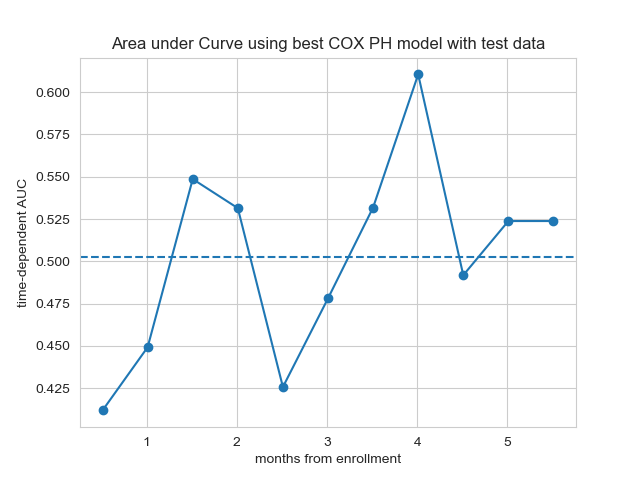 Area under Curve using best COX PH model with test data
time-dependent AUC
0.600
0.575
0.550
0.525
0.500
0.475
0.450
0.425
1 2 3 4 5
months from enrollment